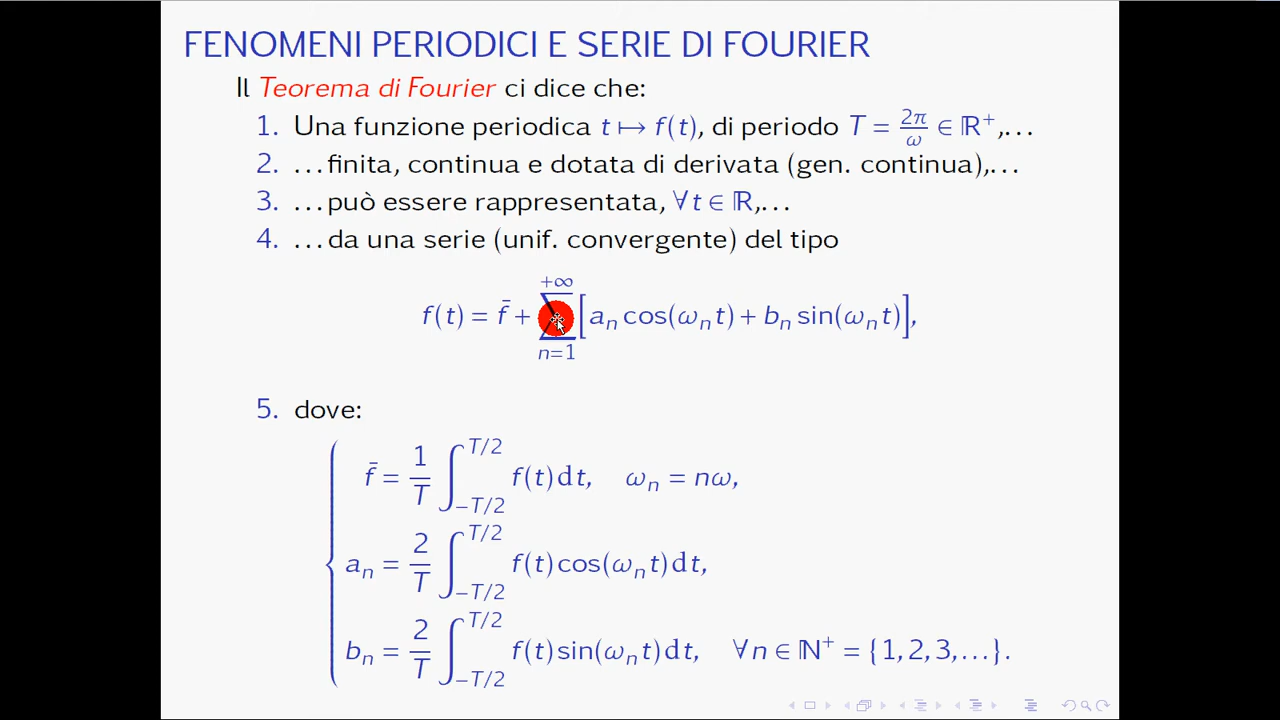 FENOMENI PERIODICI E SERIE DI FOURIER
Il Teorema di Fourier ci dice che:
1. Una funzione periodica t ↦ f(t), di periodo T = 2π/ω ∈ ℝ⁺,...
2. ...finita, continua e dotata di derivata (gen. continua),...
3. ...può essere rappresentata, ∀t ∈ ℝ,...
4. ...da una serie (unif. convergente) del tipo
f(t) = f̄ + ∑_{n=1}^{+∞} [a_n cos(ω_n t) + b_n sin(ω_n t)],
5. dove:
f̄ = 1/T ∫_{−T/2}^{T/2} f(t)dt, ω_n = nω,
a_n = 2/T ∫_{−T/2}^{T/2} f(t)cos(ω_n t)dt,
b_n = 2/T ∫_{−T/2}^{T/2} f(t)sin(ω_n t)dt, ∀n ∈ ℕ⁺ = {1, 2, 3, ...}.